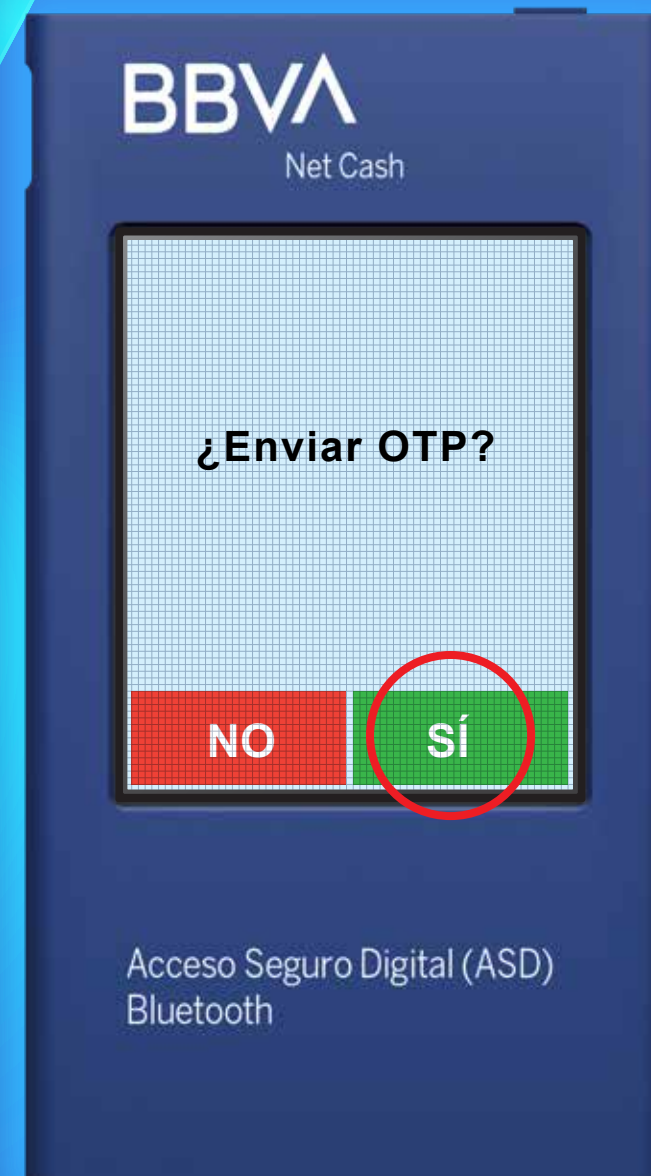 BBVA
Net Cash
¿Enviar OTP?
NO SÍ
Acceso Seguro Digital (ASD)
Bluetooth